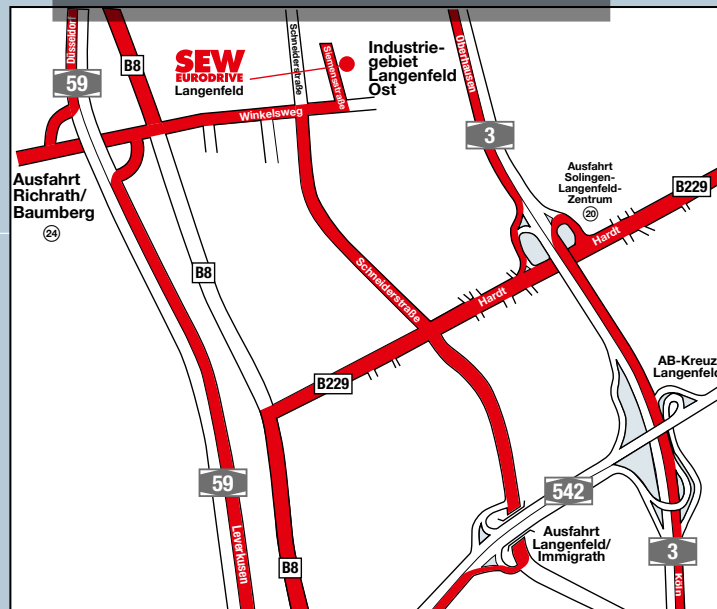 Düsseldorf
59
B8
SEW
EURODRIVE
Langenfeld
Schneiderstraße
Siemensstraße
Industrie-
gebiet
Langenfeld
Ost
Oberhausen
3
Winkelsweg
Ausfahrt
Richrath/
Baumberg
24
Ausfahrt
Solingen-
Langenfeld-
Zentrum
20
B229
Hardt
B8
Schneiderstraße
Hardt
B229
AB-Kreuz
Langenfeld
59
542
Leverkusen
Ausfahrt
Langenfeld/
Immigrath
3
B8
Köln